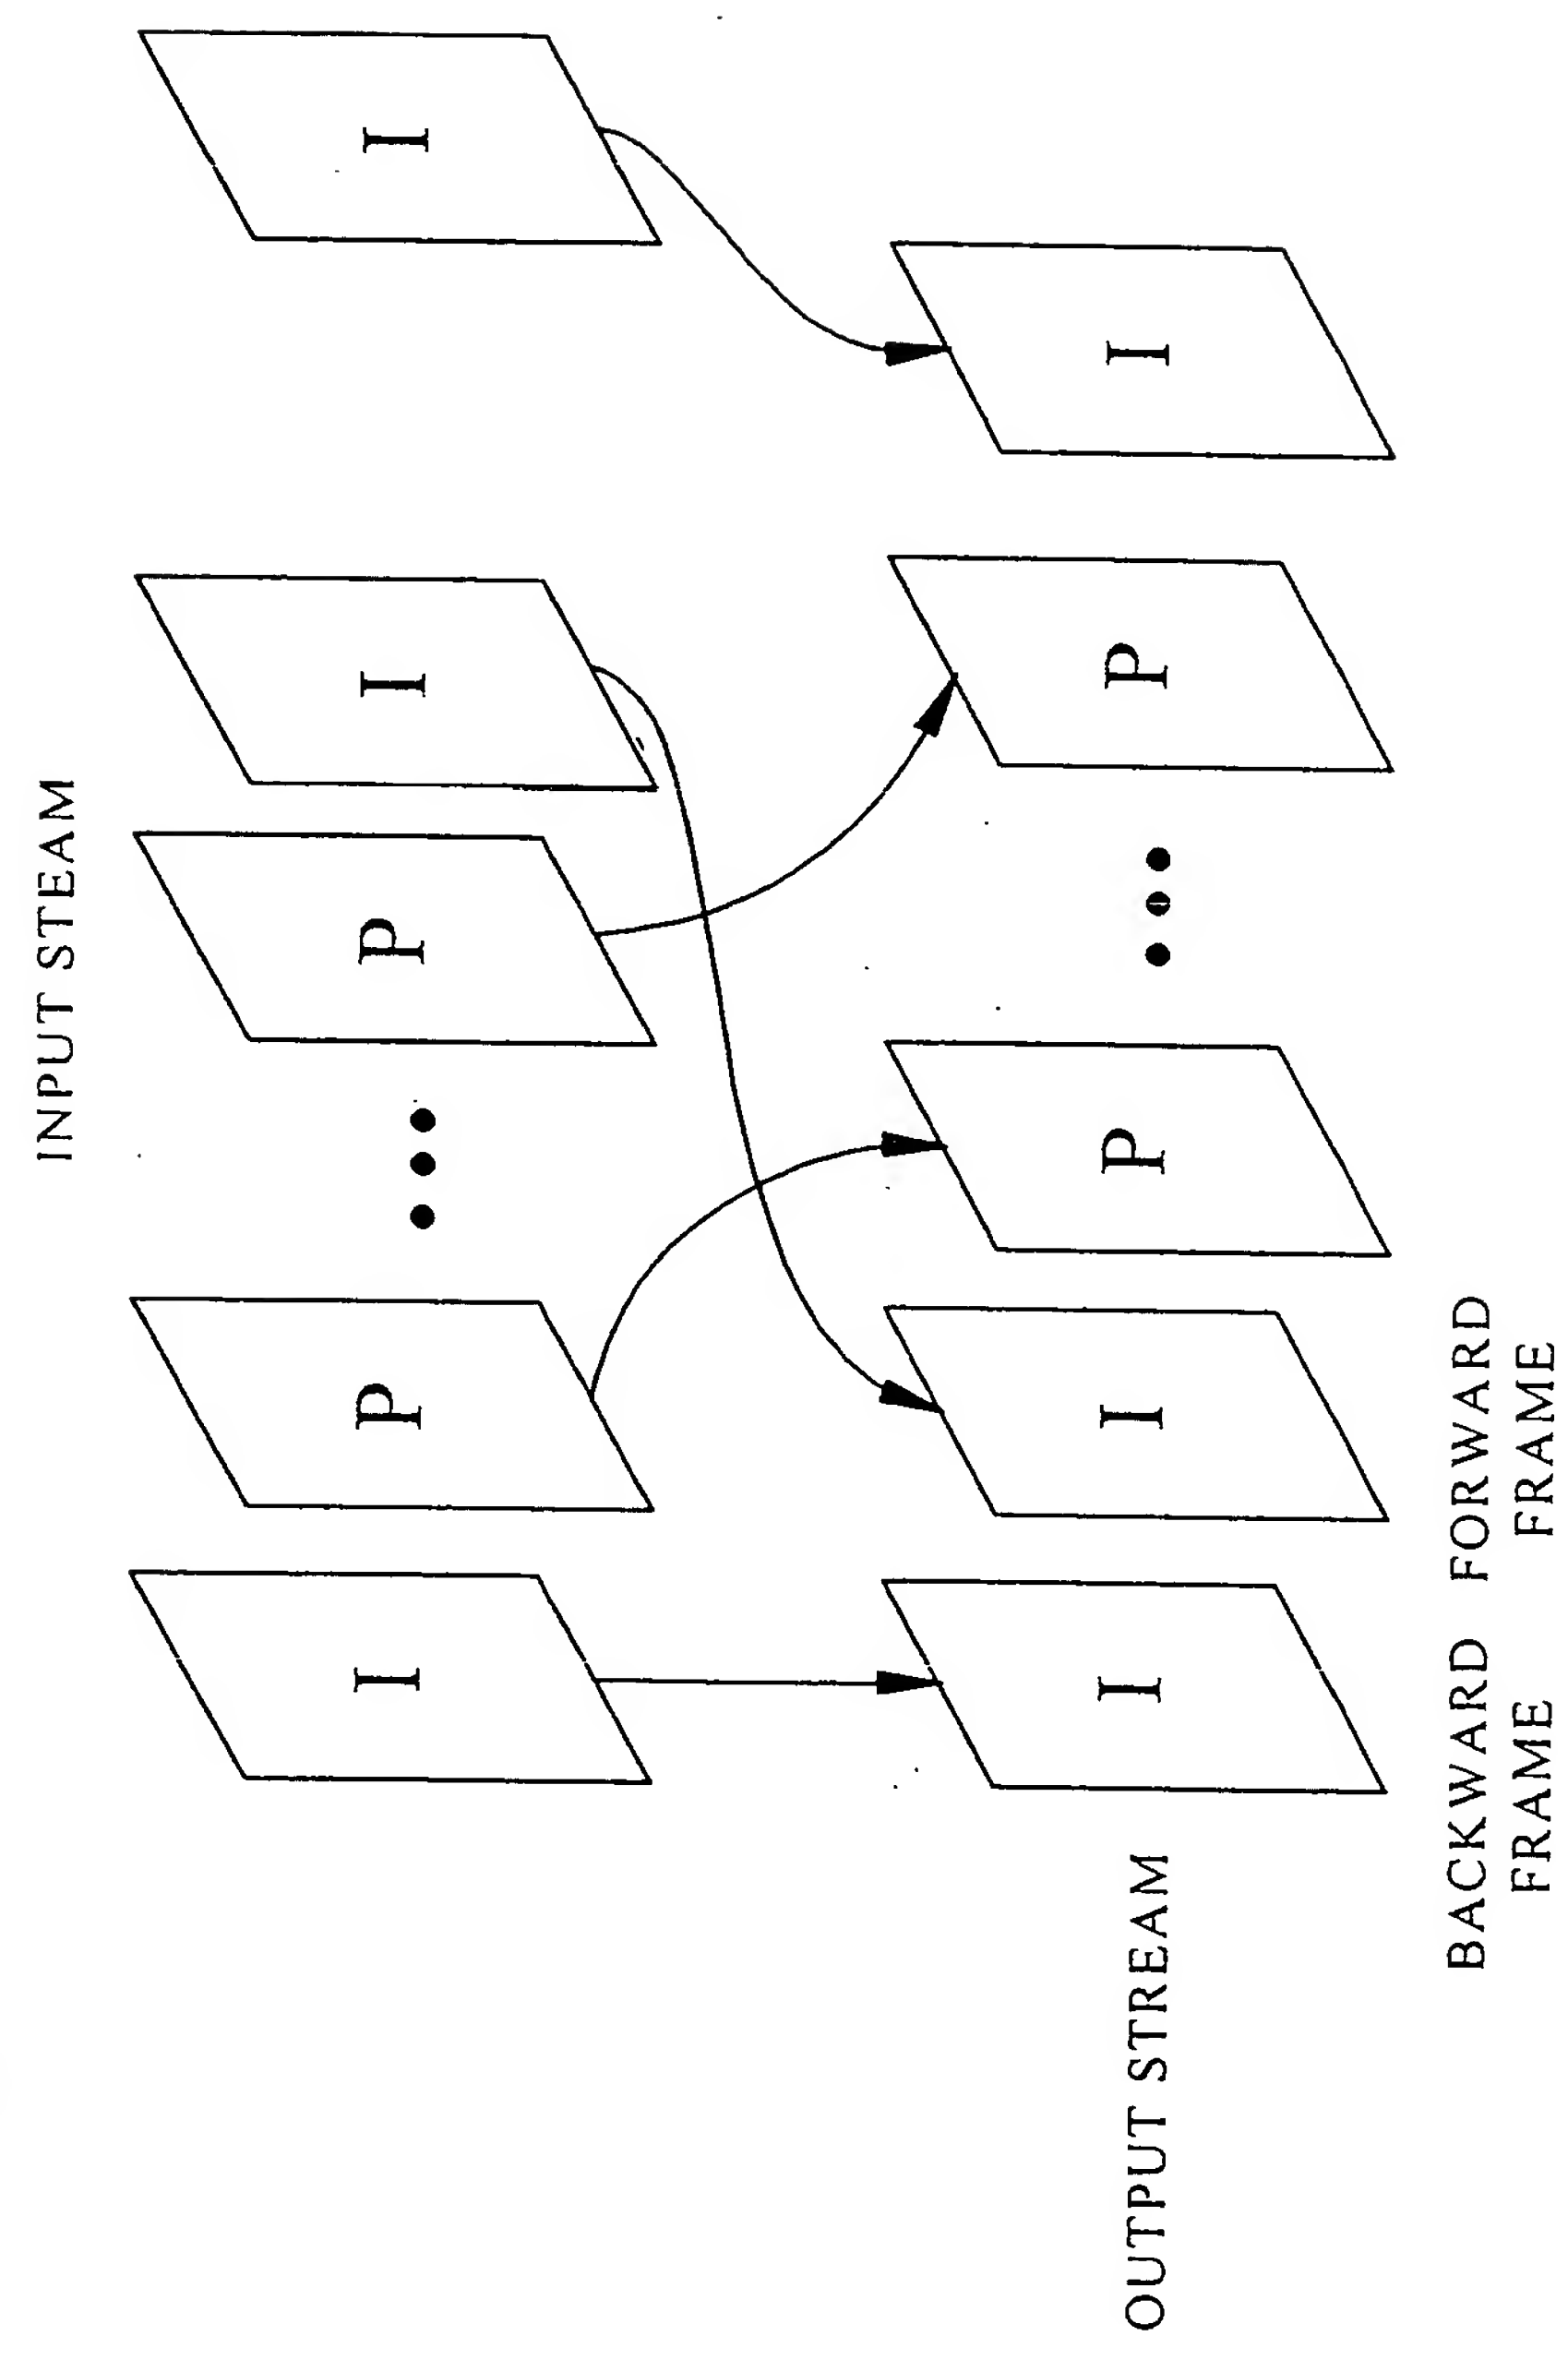 INPUT STEAM
I P ••• P I I
OUTPUT STREAM I I P ••• P I
BACKWARD FRAME
FORWARD FRAME